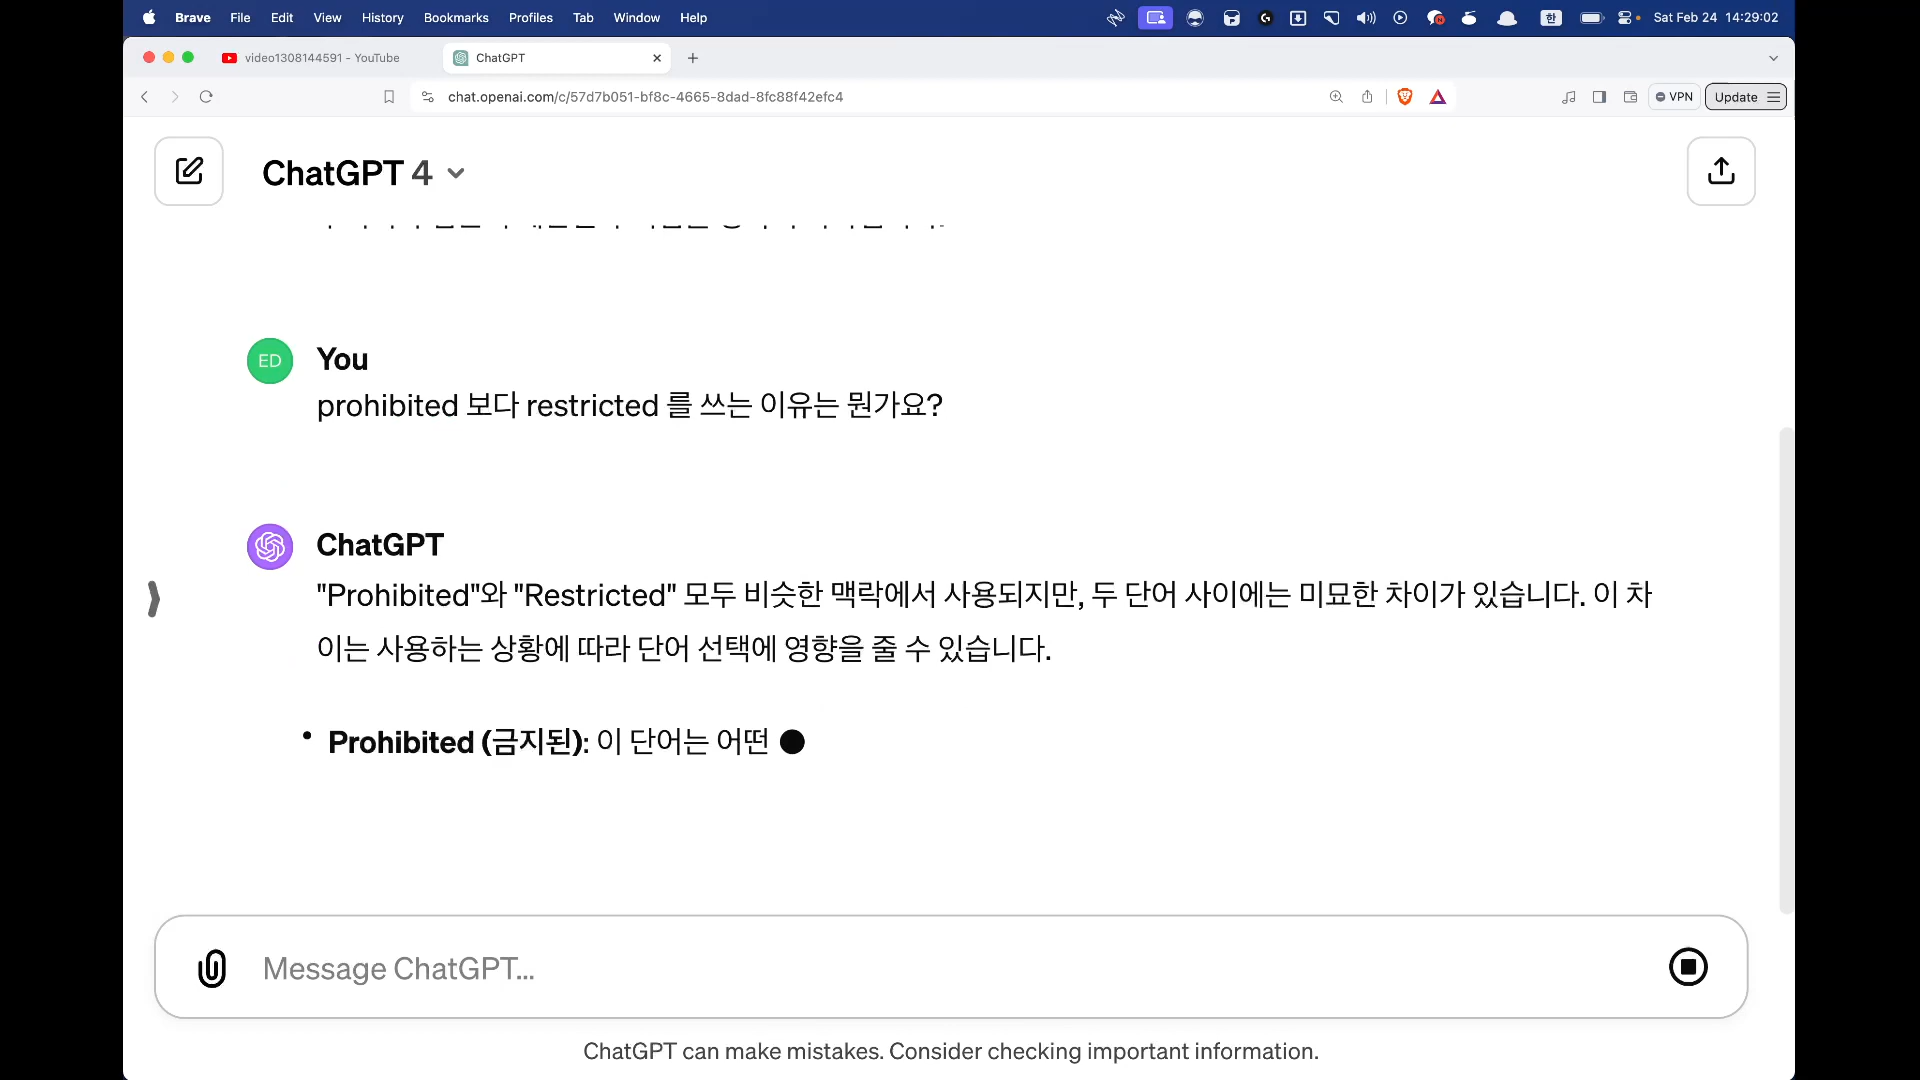 Brave File Edit View History Bookmarks Profiles Tab Window Help
한 Sat Feb 24 14:29:02
video1308144591 - YouTube
ChatGPT
chat.openai.com/c/57d7b051-bf8c-4665-8dad-8fc88f42efc4
VPN
Update
ChatGPT 4
ED
You
prohibited 보다 restricted 를 쓰는 이유는 뭔가요?
ChatGPT
"Prohibited"와 "Restricted" 모두 비슷한 맥락에서 사용되지만, 두 단어 사이에는 미묘한 차이가 있습니다. 이 차
이는 사용하는 상황에 따라 단어 선택에 영향을 줄 수 있습니다.
• Prohibited (금지된): 이 단어는 어떤
Message ChatGPT...
ChatGPT can make mistakes. Consider checking important information.